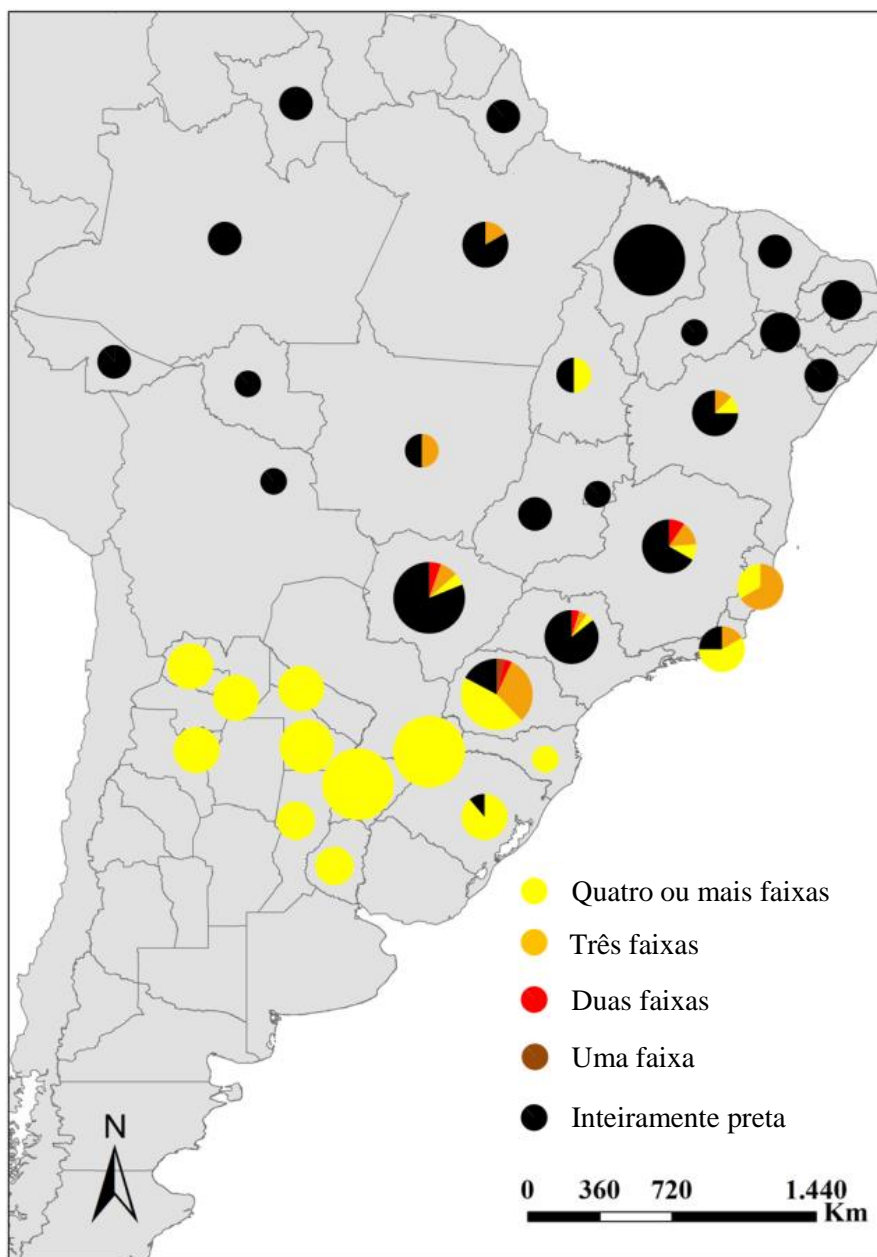 Quatro ou mais faixas
Três faixas
Duas faixas
Uma faixa
Inteiramente preta
N
0 360 720 1.440
Km